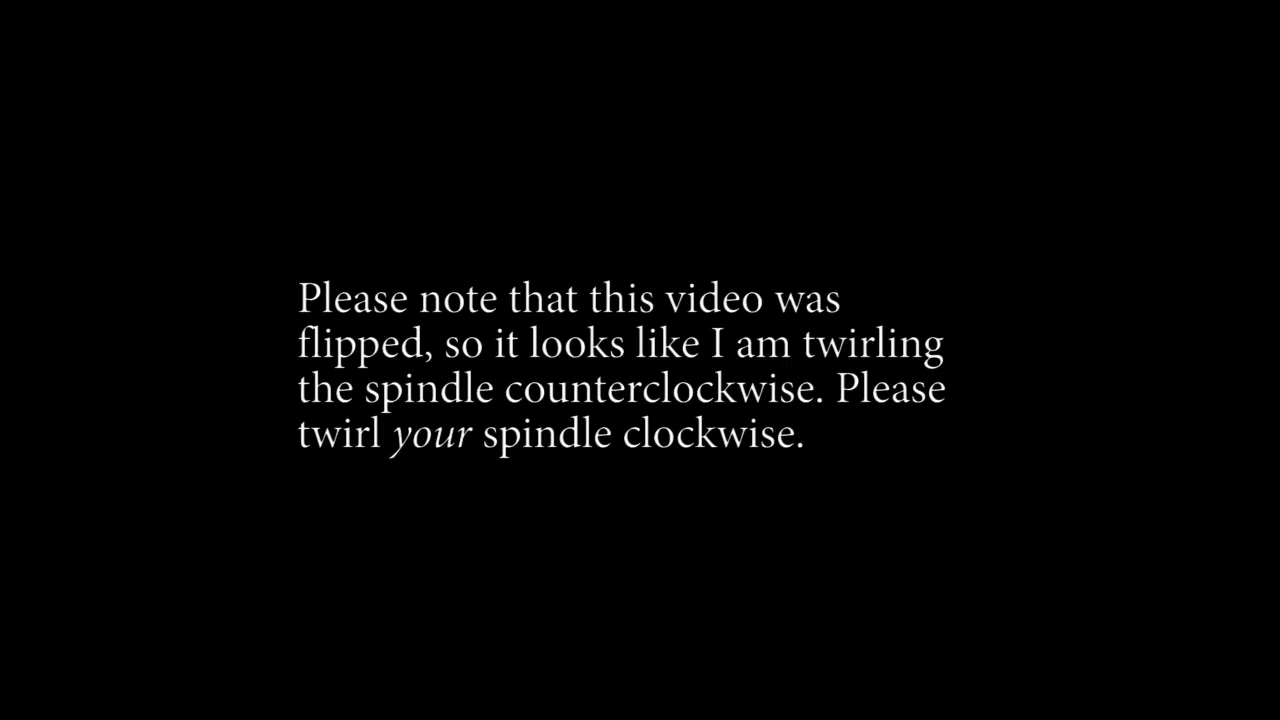 Please note that this video was
flipped, so it looks like I am twirling
the spindle counterclockwise. Please
twirl your spindle clockwise.